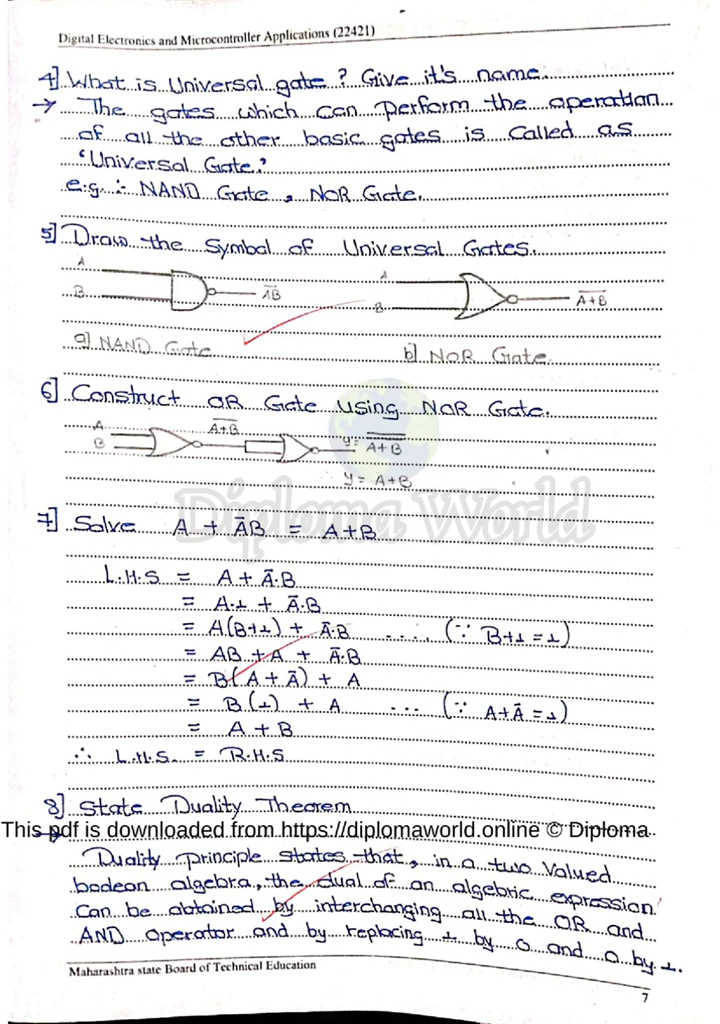 Digital Electronics and Microcontroller Applications (22421)
4] What is Universal gate? Give it's name.
→ The gates which can perform the operation
of all the other basic gates is called as
'Universal Gate.'
e.g :- NAND Gate, NOR Gate.
5] Draw the symbol of Universal Gates.
A
B
A̅B̅
A
B
A̅+̅B̅
a) NAND Gate
b) NOR Gate
6] Construct OR Gate using NOR Gate.
A
B
A̅+̅B̅
y = A̿+̿B̿
∴ y = A+B
7] Solve A + ĀB = A+B
L.H.S = A + Ā.B
= A.1 + Ā.B
= A(B+1) + Ā.B .... (∵ B+1=1)
= AB + A + Ā.B
= B(A + Ā) + A
= B(1) + A ... (∵ A+Ā=1)
= A + B
∴ L.H.S. = R.H.S
Diploma World
8] State Duality Theorem
This pdf is downloaded from https://diplomaworld.online © Diploma
→ Duality principle states that, in a two valued
boolean algebra, the dual of an algebric expression
can be obtained by interchanging all the OR and
AND operator and by replacing 1 by 0 and 0 by 1.
Maharashtra state Board of Technical Education
7